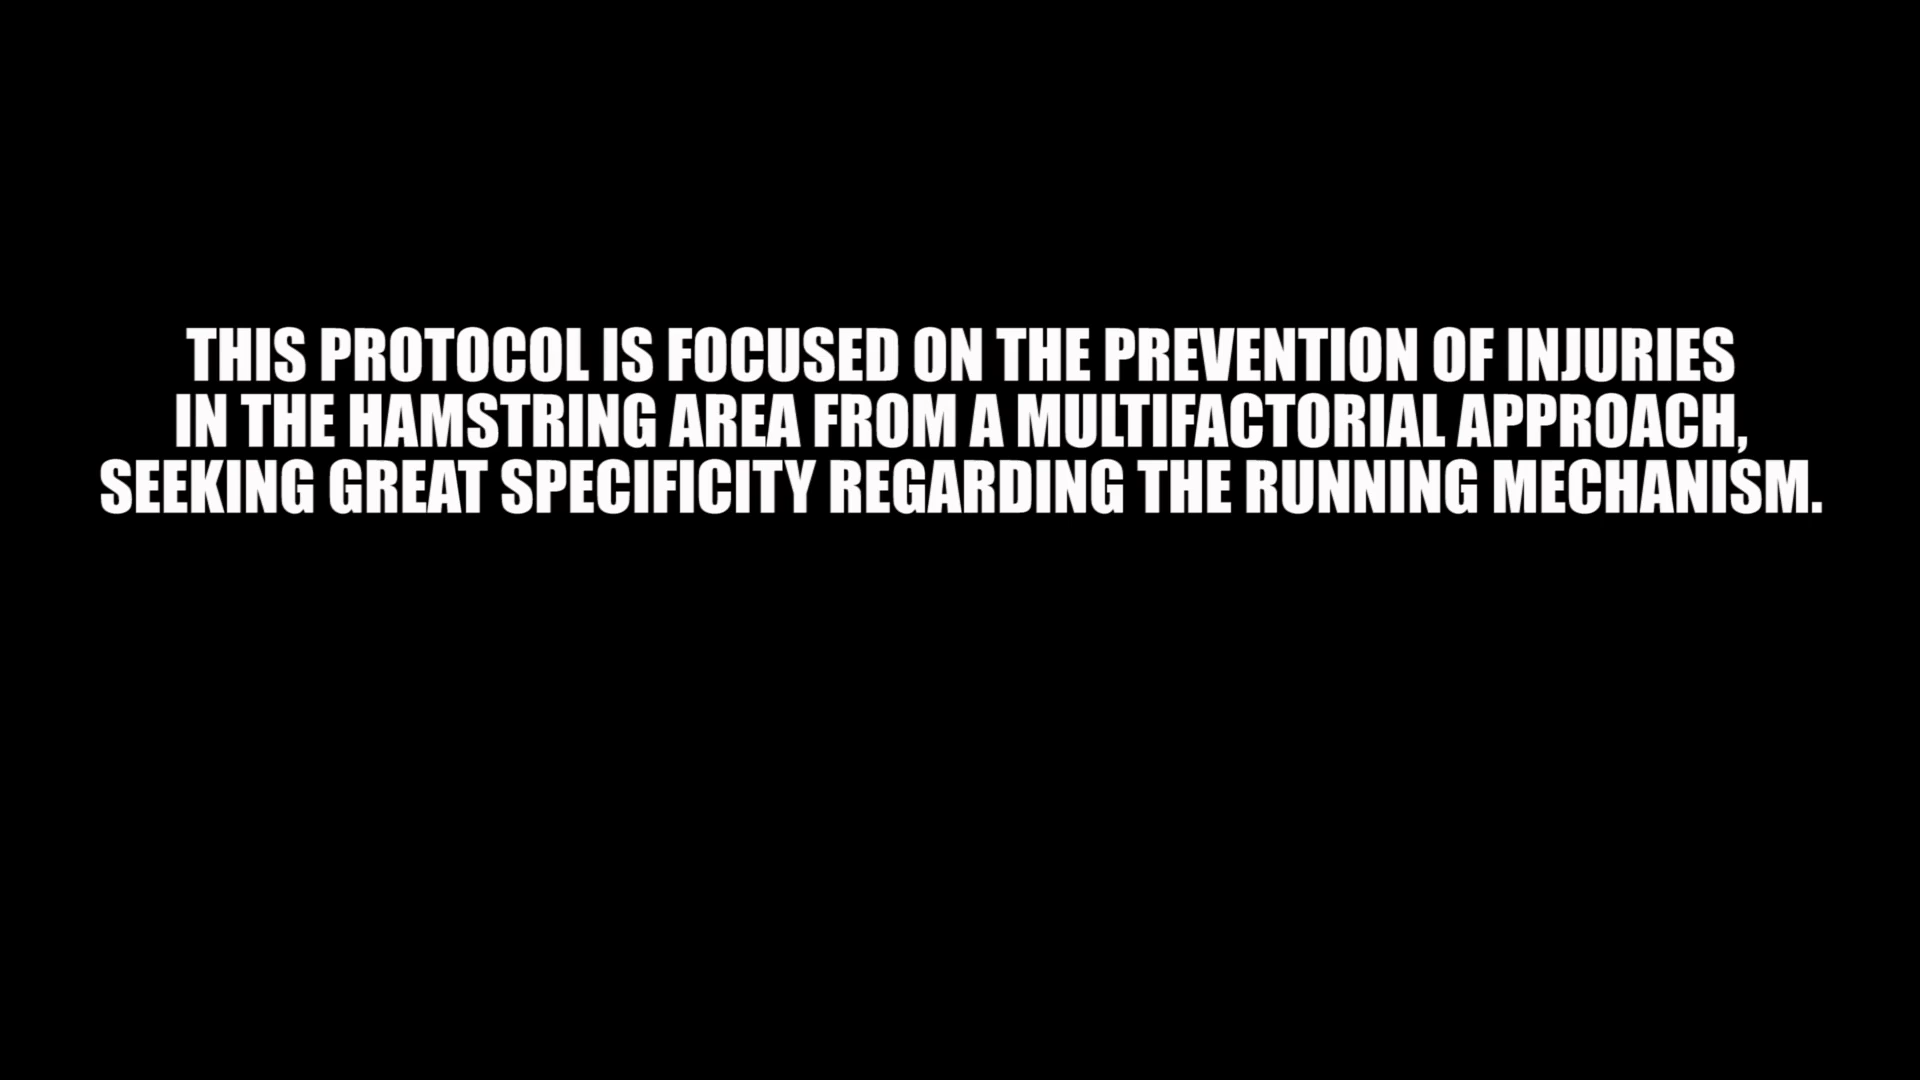 THIS PROTOCOL IS FOCUSED ON THE PREVENTION OF INJURIES
IN THE HAMSTRING AREA FROM A MULTIFACTORIAL APPROACH,
SEEKING GREAT SPECIFICITY REGARDING THE RUNNING MECHANISM.